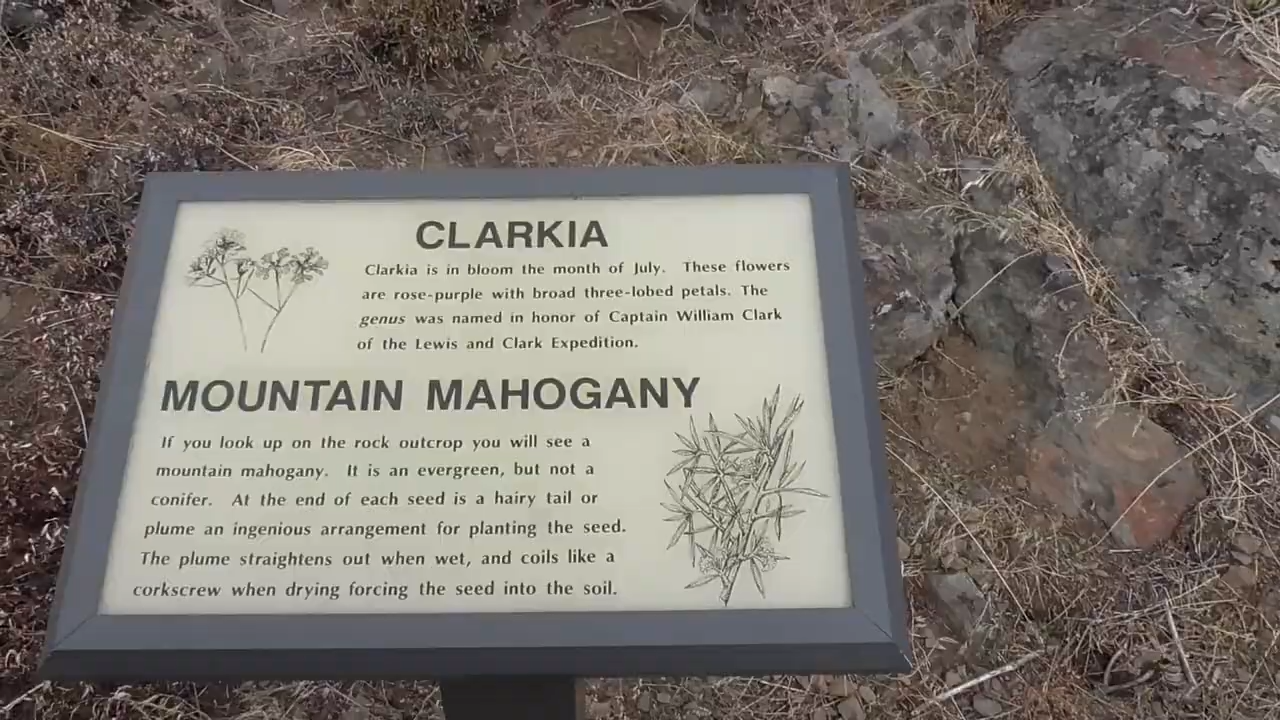 CLARKIA
Clarkia is in bloom the month of July. These flowers
are rose-purple with broad three-lobed petals. The
genus was named in honor of Captain William Clark
of the Lewis and Clark Expedition.
MOUNTAIN MAHOGANY
If you look up on the rock outcrop you will see a
mountain mahogany. It is an evergreen, but not a
conifer. At the end of each seed is a hairy tail or
plume an ingenious arrangement for planting the seed.
The plume straightens out when wet, and coils like a
corkscrew when drying forcing the seed into the soil.